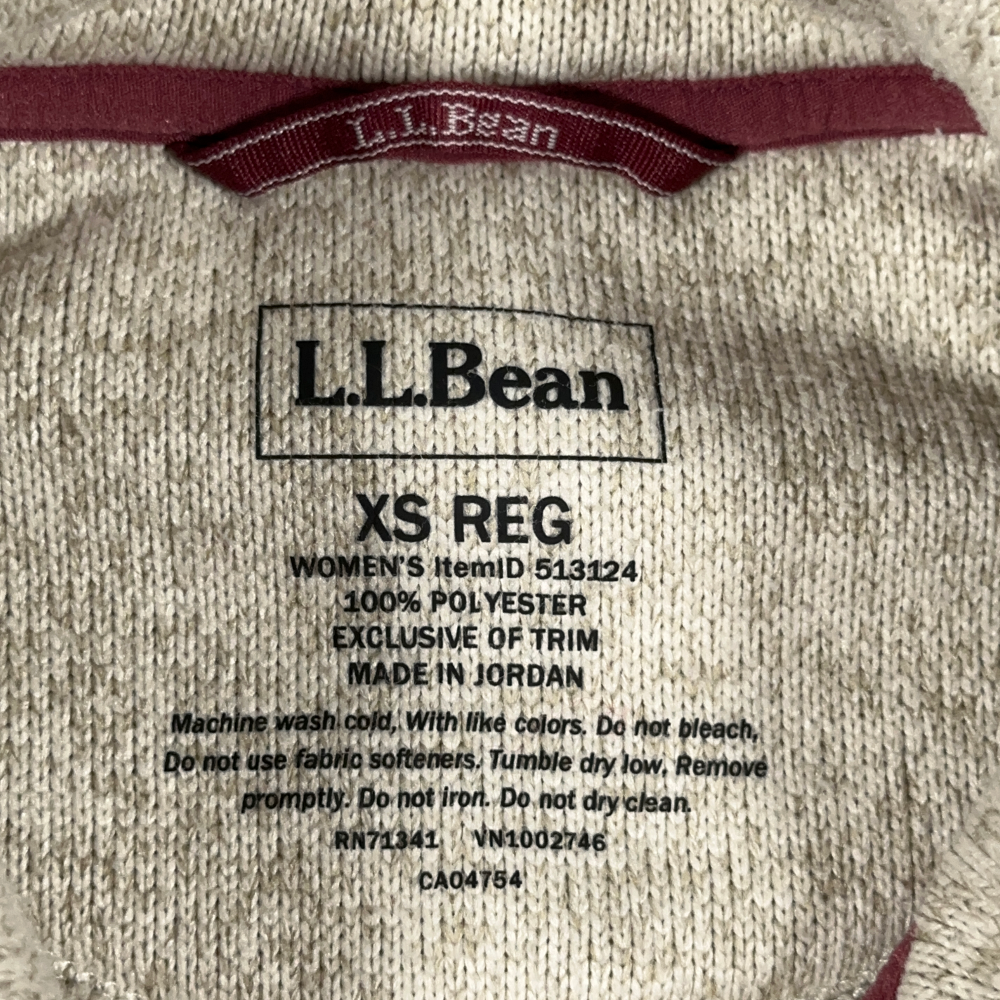 L.L.Bean
L.L.Bean
XS REG
WOMEN'S ItemID 513124
100% POLYESTER
EXCLUSIVE OF TRIM
MADE IN JORDAN
Machine wash cold, With like colors. Do not bleach,
Do not use fabric softeners. Tumble dry low, Remove
promptly. Do not iron. Do not dry clean.
RN71341 VN1002746
CA04754